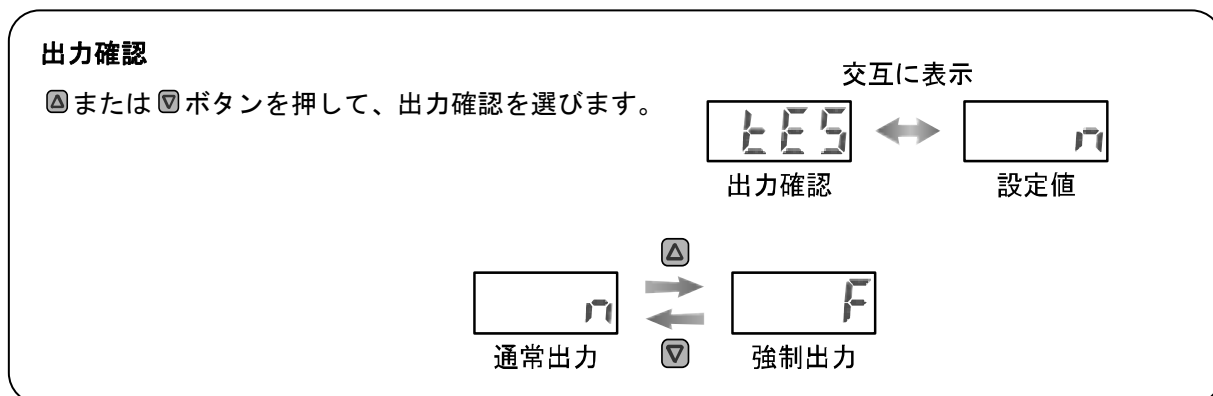 出力確認
△または▽ボタンを押して、出力確認を選びます。
交互に表示
tES
n
出力確認
設定値
△
n
F
▽
通常出力
強制出力